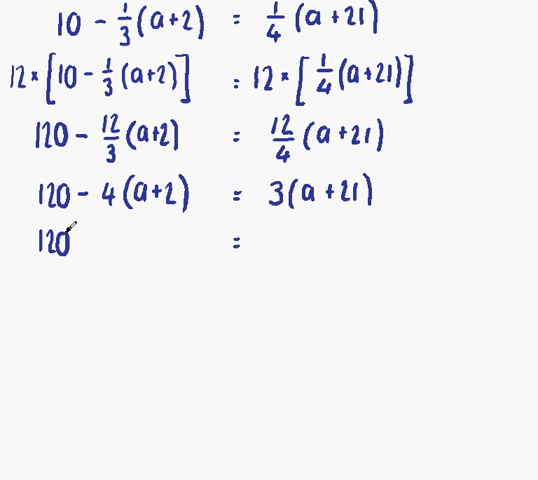 10 - 1/3 (a+2) = 1/4 (a+21)
12 * [10 - 1/3 (a+2)] = 12 * [1/4 (a+21)]
120 - 12/3 (a+2) = 12/4 (a+21)
120 - 4 (a+2) = 3 (a+21)
120 =